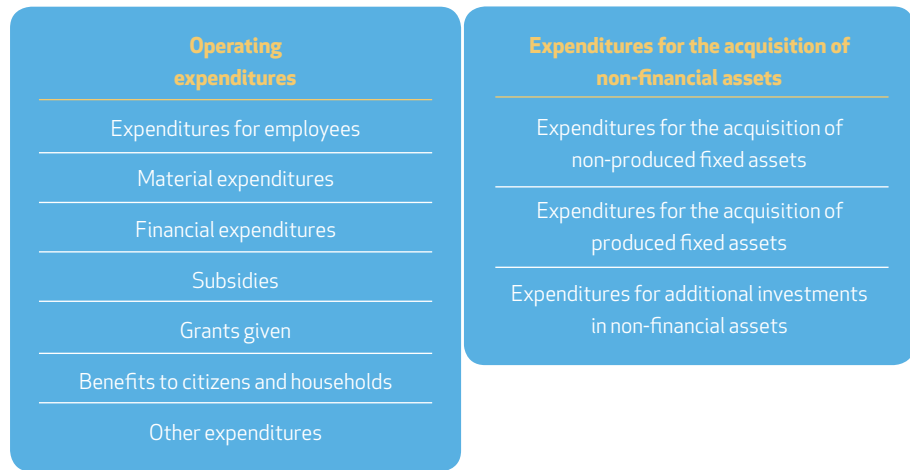 Operating
expenditures
Expenditures for employees
Material expenditures
Financial expenditures
Subsidies
Grants given
Benefits to citizens and households
Other expenditures
Expenditures for the acquisition of
non-financial assets
Expenditures for the acquisition of
non-produced fixed assets
Expenditures for the acquisition of
produced fixed assets
Expenditures for additional investments
in non-financial assets